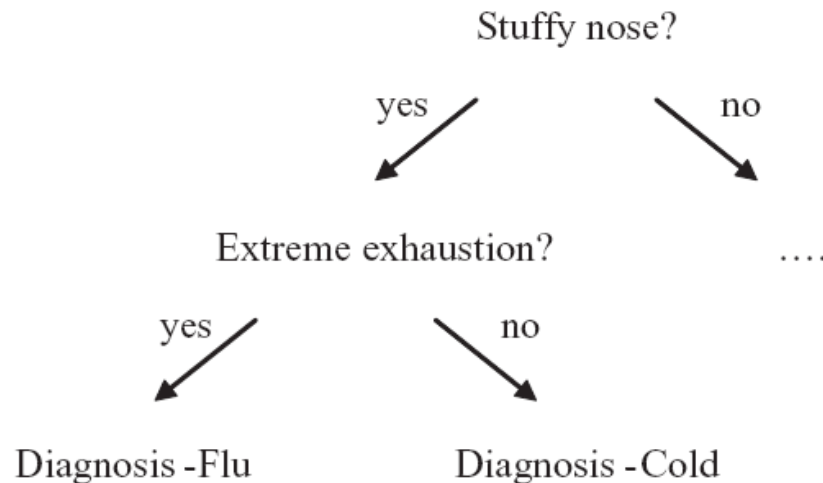 Stuffy nose?
yes
no
Extreme exhaustion?
....
yes
no
Diagnosis -Flu
Diagnosis -Cold